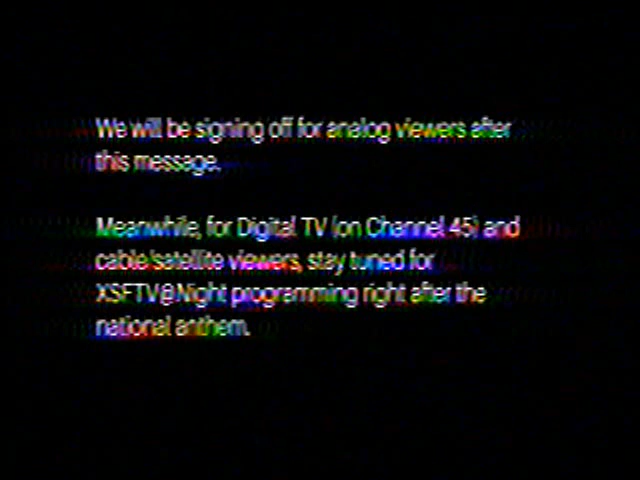 We will be signing off for analog viewers after
this message.
Meanwhile, for Digital TV (on Channel 45) and
cable/satellite viewers, stay tuned for
XSFTV@Night programming right after the
national anthem.